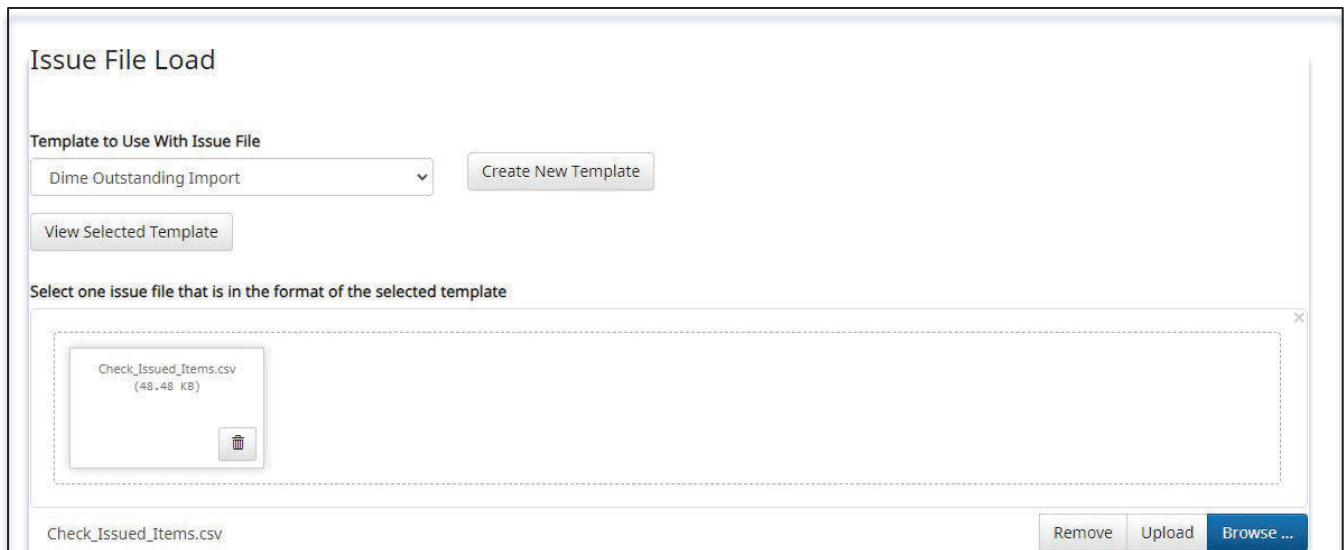 Issue File Load
Template to Use With Issue File
Dime Outstanding Import
Create New Template
View Selected Template
Select one issue file that is in the format of the selected template
Check_Issued_Items.csv
(48.48 KB)
Check_Issued_Items.csv
Remove
Upload
Browse ...